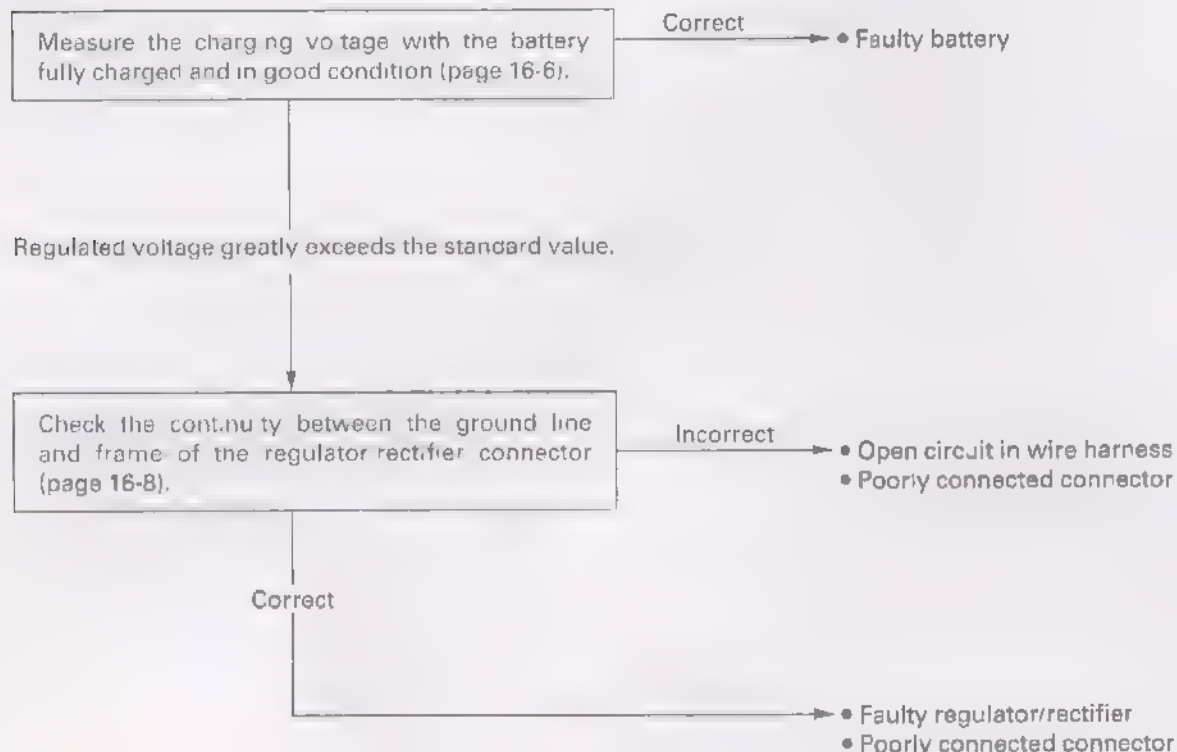 Correct
Measure the charging voltage with the battery
• Faulty battery
fully charged and in good condition (page 16-6).
Regulated voltage greatly exceeds the standard value.
Check the continuity between the ground line
and frame of the regulator/rectifier connector
(page 16-8).
Incorrect
• Open circuit in wire harness
• Poorly connected connector
Correct
• Faulty regulator/rectifier
• Poorly connected connector